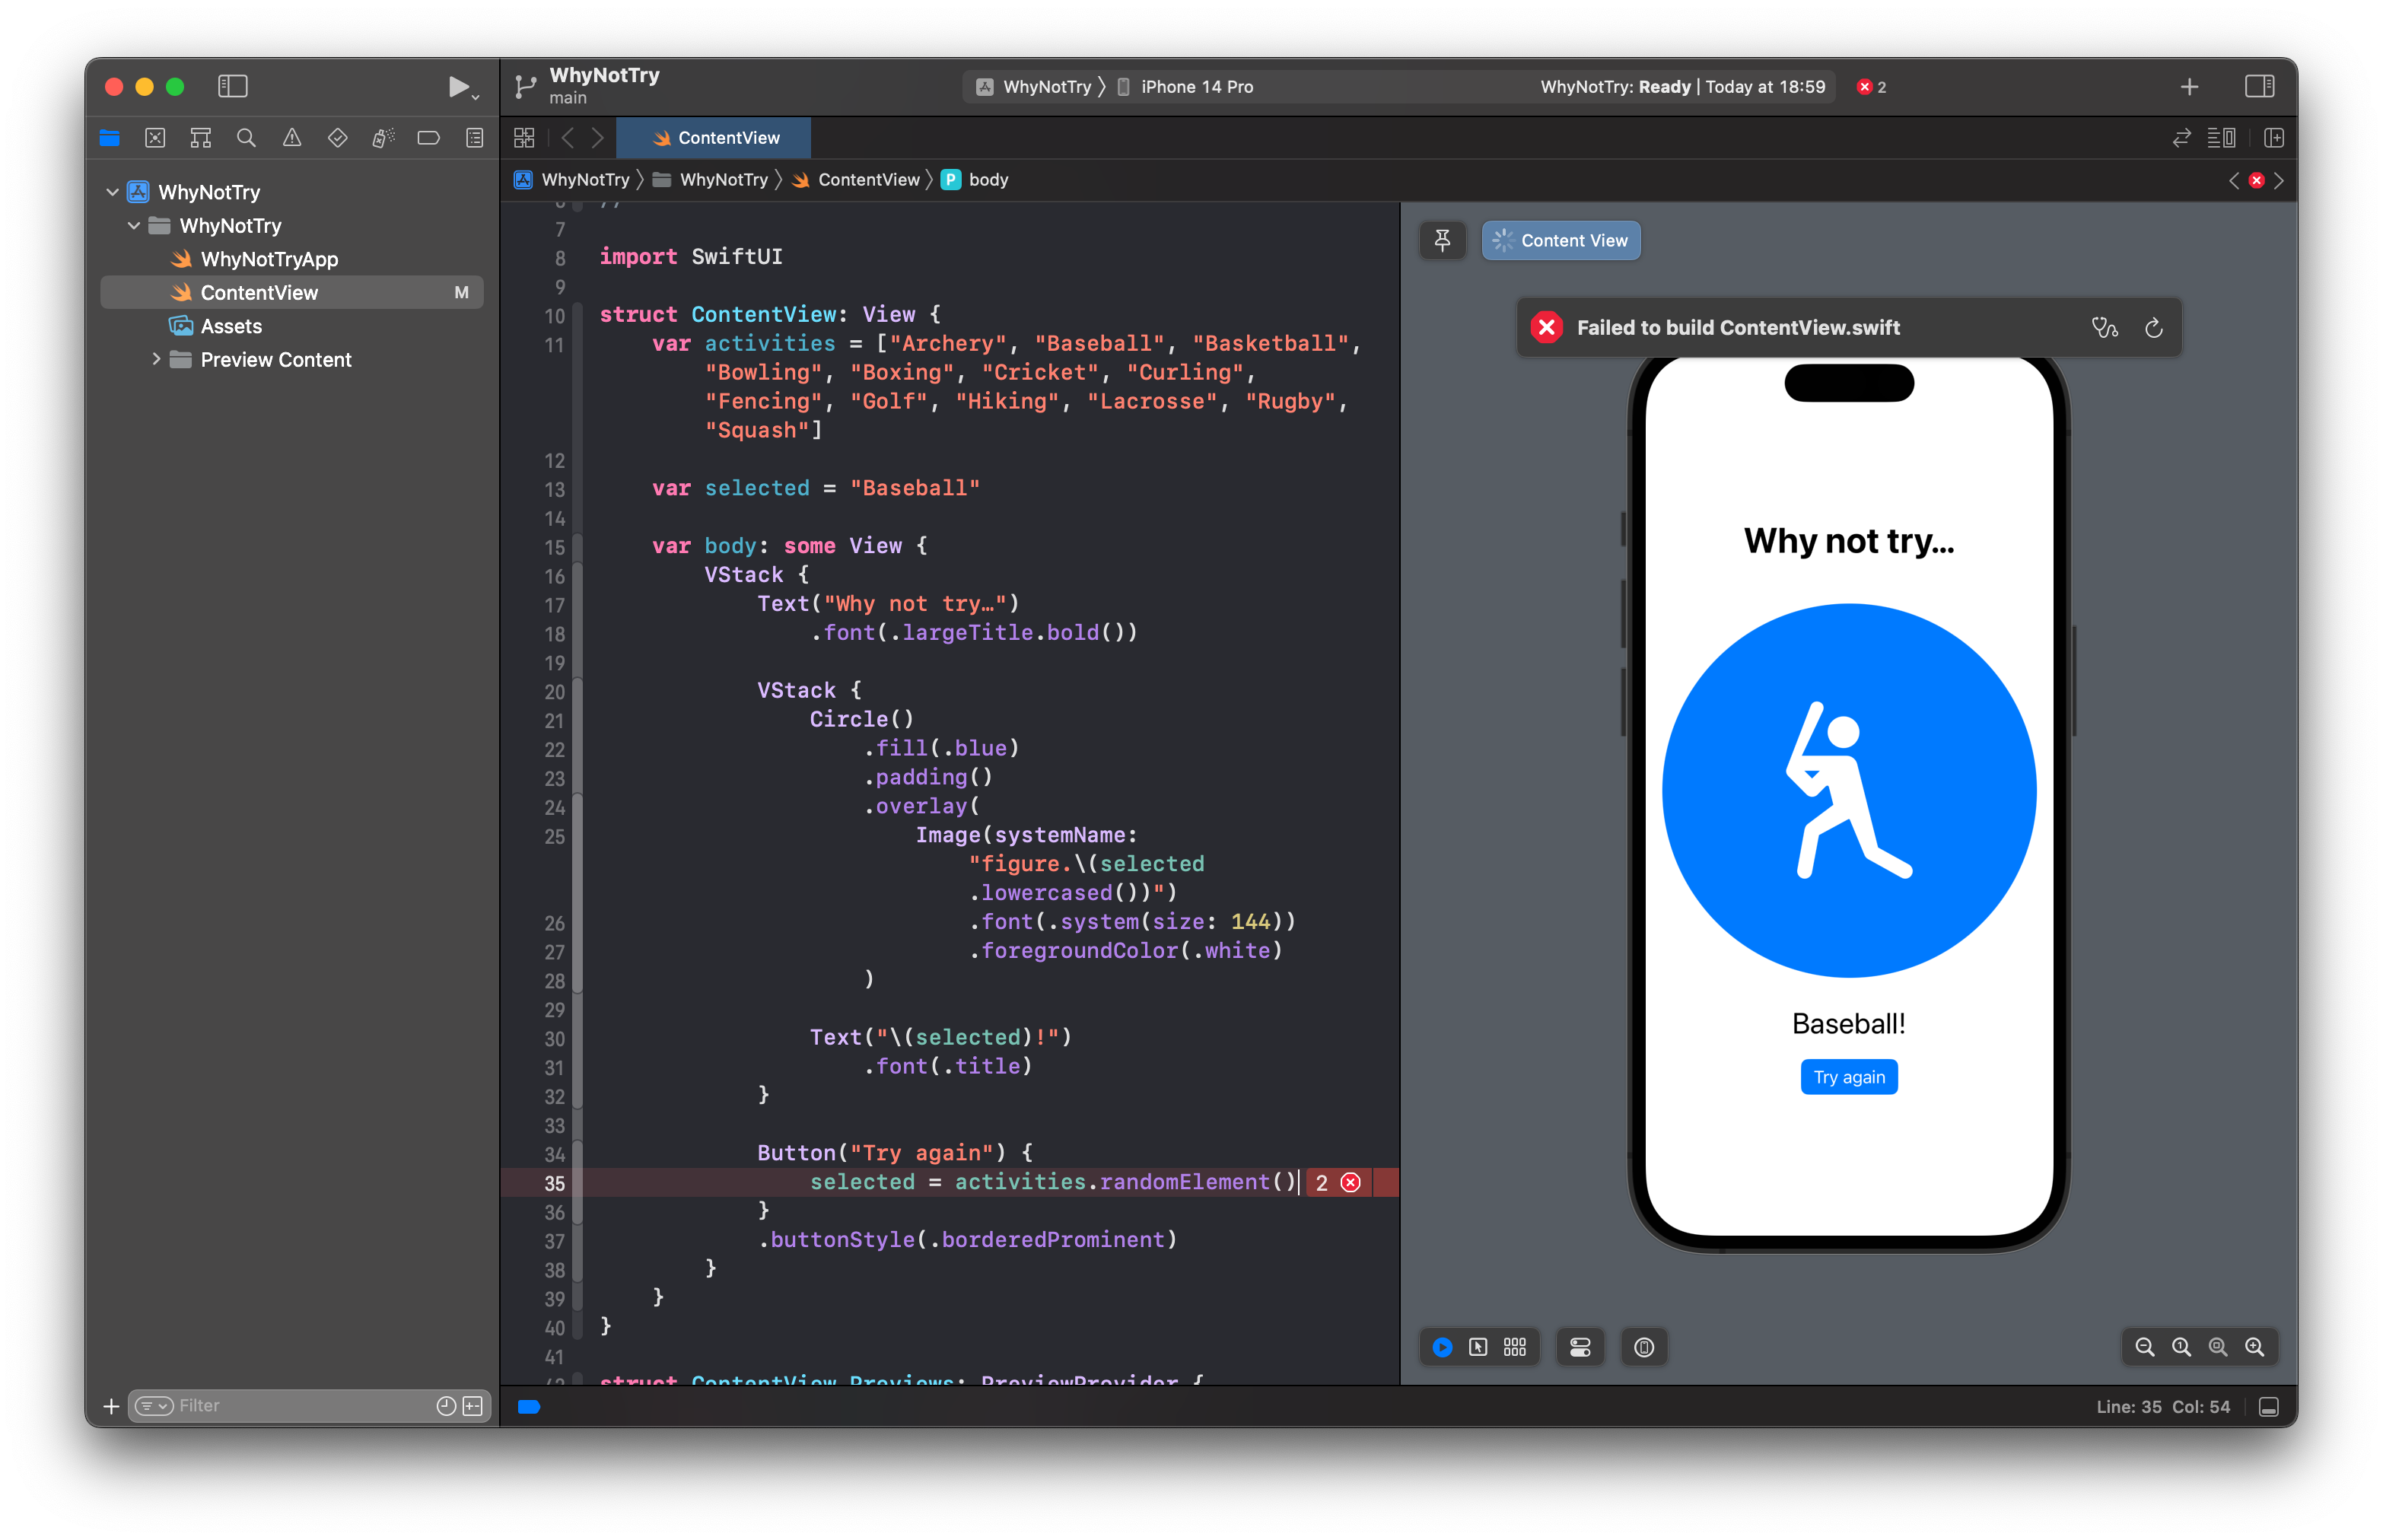 WhyNotTry
main
WhyNotTry 〉 iPhone 14 Pro
WhyNotTry: Ready | Today at 18:59
2
ContentView
WhyNotTry 〉 WhyNotTry 〉 ContentView 〉 P body
WhyNotTry
WhyNotTry
WhyNotTryApp
ContentView M
Assets
Preview Content
Filter
6 //
7
8 import SwiftUI
9
10 struct ContentView: View {
11 var activities = ["Archery", "Baseball", "Basketball",
"Bowling", "Boxing", "Cricket", "Curling",
"Fencing", "Golf", "Hiking", "Lacrosse", "Rugby",
"Squash"]
12
13 var selected = "Baseball"
14
15 var body: some View {
16 VStack {
17 Text("Why not try…")
18 .font(.largeTitle.bold())
19
20 VStack {
21 Circle()
22 .fill(.blue)
23 .padding()
24 .overlay(
25 Image(systemName:
"figure.\(selected
.lowercased())")
26 .font(.system(size: 144))
27 .foregroundColor(.white)
28 )
29
30 Text("\(selected)!")
31 .font(.title)
32 }
33
34 Button("Try again") {
35 selected = activities.randomElement() 2
36 }
37 .buttonStyle(.borderedProminent)
38 }
39 }
40 }
41
42 struct ContentView_Previews: PreviewProvider {
Content View
Failed to build ContentView.swift
Why not try...
Baseball!
Try again
Line: 35 Col: 54